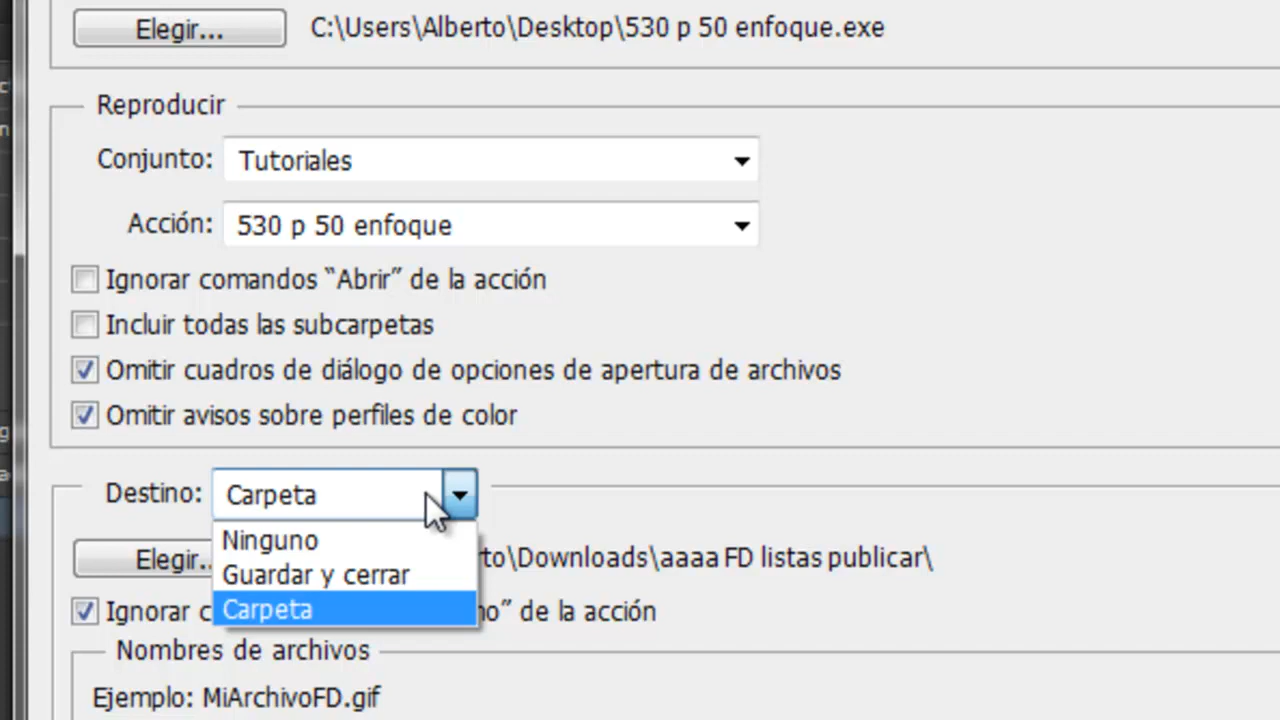 Elegir... C:\Users\Alberto\Desktop\530 p 50 enfoque.exe
Reproducir
Conjunto: Tutoriales
Acción: 530 p 50 enfoque
Ignorar comandos “Abrir” de la acción
Incluir todas las subcarpetas
Omitir cuadros de diálogo de opciones de apertura de archivos
Omitir avisos sobre perfiles de color
Destino: Carpeta
Ninguno
Elegir.. rto\Downloads\aaaa FD listas publicar\
Guardar y cerrar
Carpeta
Ignorar c no” de la acción
Nombres de archivos
Ejemplo: MiArchivoFD.gif